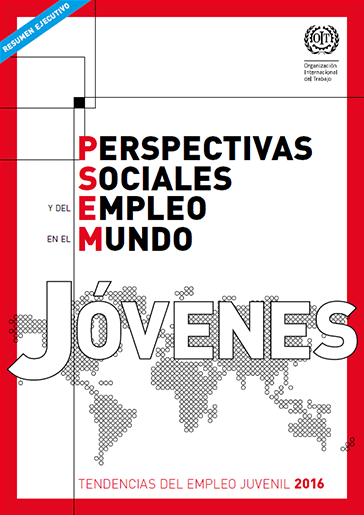 RESUMEN EJECUTIVO
OIT
Organización
Internacional
del Trabajo
PERSPECTIVAS
SOCIALES
Y DEL EMPLEO
EN EL MUNDO
JÓVENES
TENDENCIAS DEL EMPLEO JUVENIL 2016